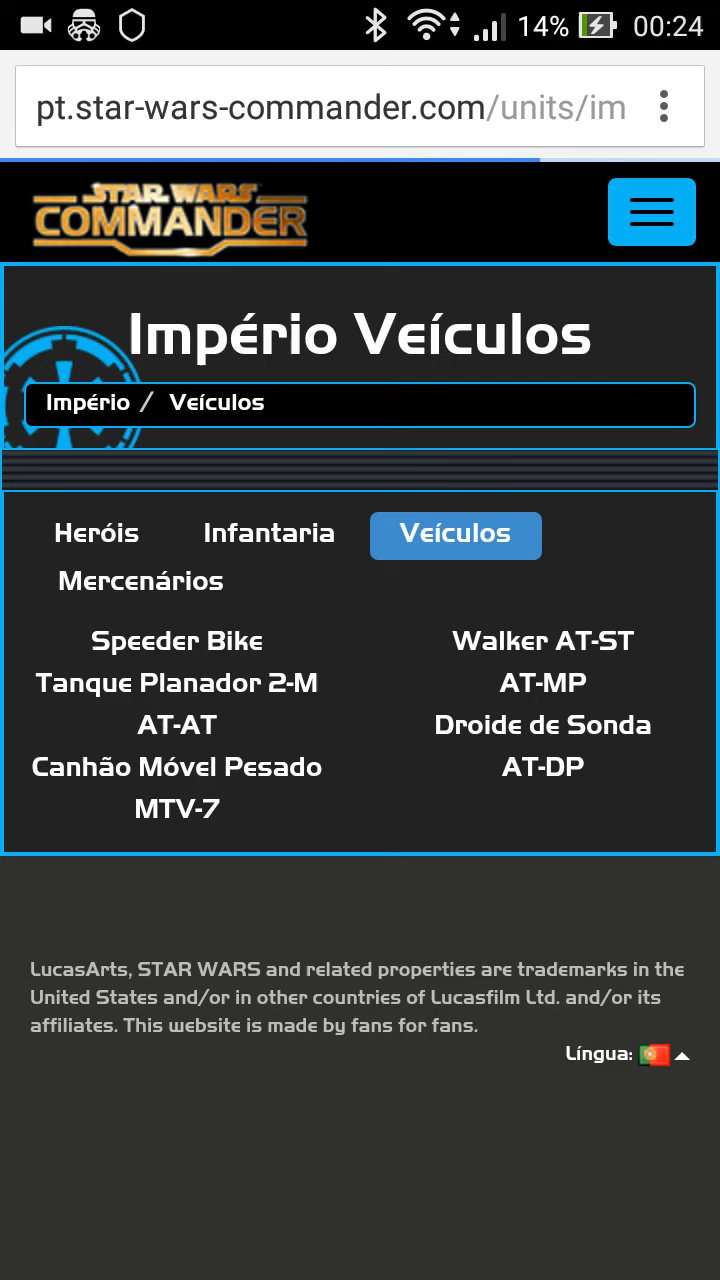 14% 00:24
pt.star-wars-commander.com/units/im
STAR WARS
COMMANDER
Império Veículos
Império / Veículos
Heróis Infantaria Veículos
Mercenários
Speeder Bike Walker AT-ST
Tanque Planador 2-M AT-MP
AT-AT Droide de Sonda
Canhão Móvel Pesado AT-DP
MTV-7
LucasArts, STAR WARS and related properties are trademarks in the
United States and/or in other countries of Lucasfilm Ltd. and/or its
affiliates. This website is made by fans for fans.
Língua: